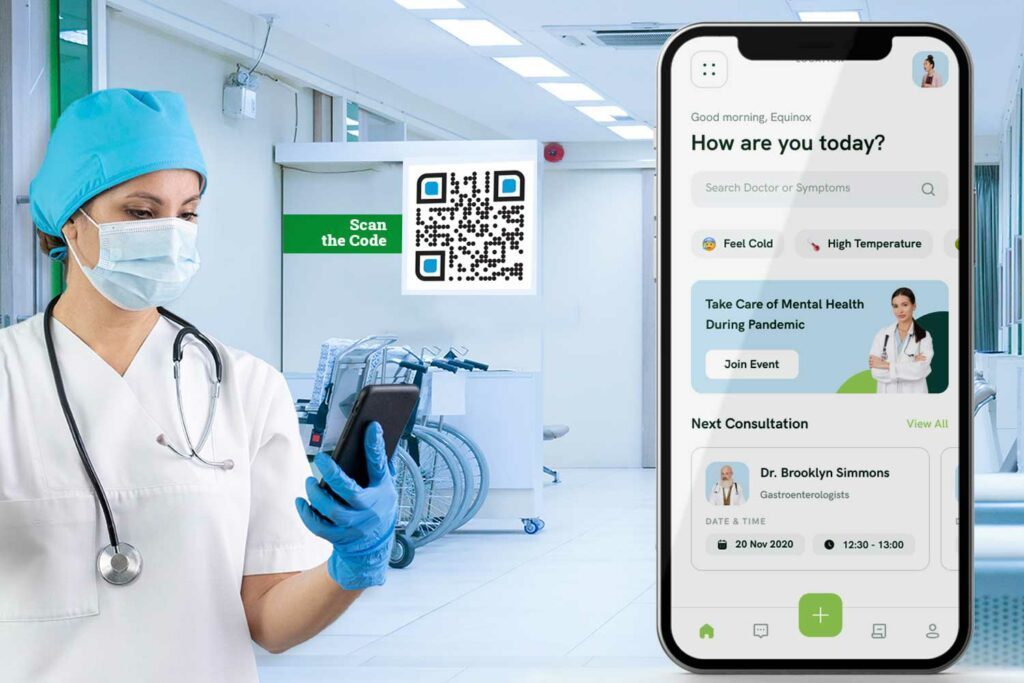 Scan
the Code
Good morning, Equinox
How are you today?
Search Doctor or Symptoms
Feel Cold
High Temperature
Take Care of Mental Health
During Pandemic
Join Event
Next Consultation
View All
Dr. Brooklyn Simmons
Gastroenterologists
DATE & TIME
20 Nov 2020
12:30 - 13:00